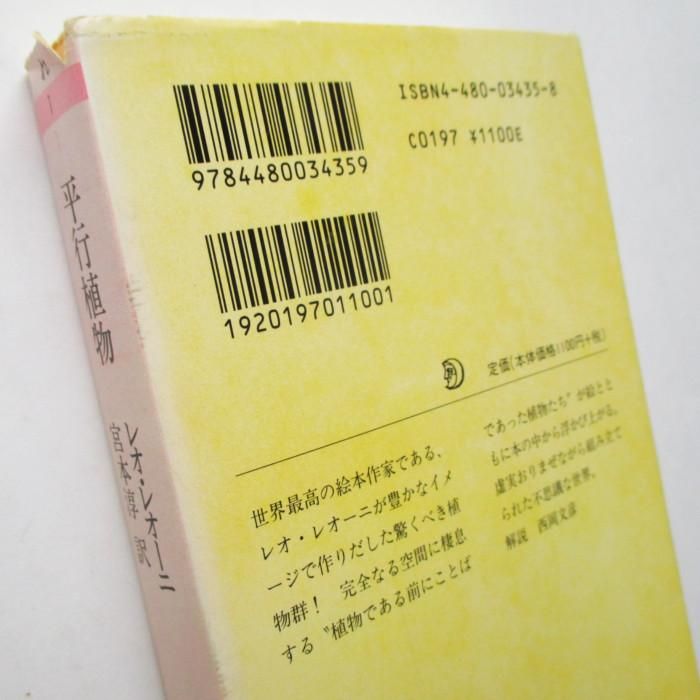 れ
1
平行植物
レオ・レオーニ
宮本淳 訳
ISBN4-480-03435-8
C0197 ¥1100E
9784480034359
1920197011001
定価(本体価格1100円+税)
世界最高の絵本作家である、
レオ・レオーニが豊かなイメ
ージで作りだした驚くべき植
物群！ 完全なる空間に棲息
する〝植物である前にことば
であった植物たち〟が絵とと
もに本の中から浮かび上がる。
虚実おりまぜながら組み立て
られた不思議な世界。
解説 西岡文彦